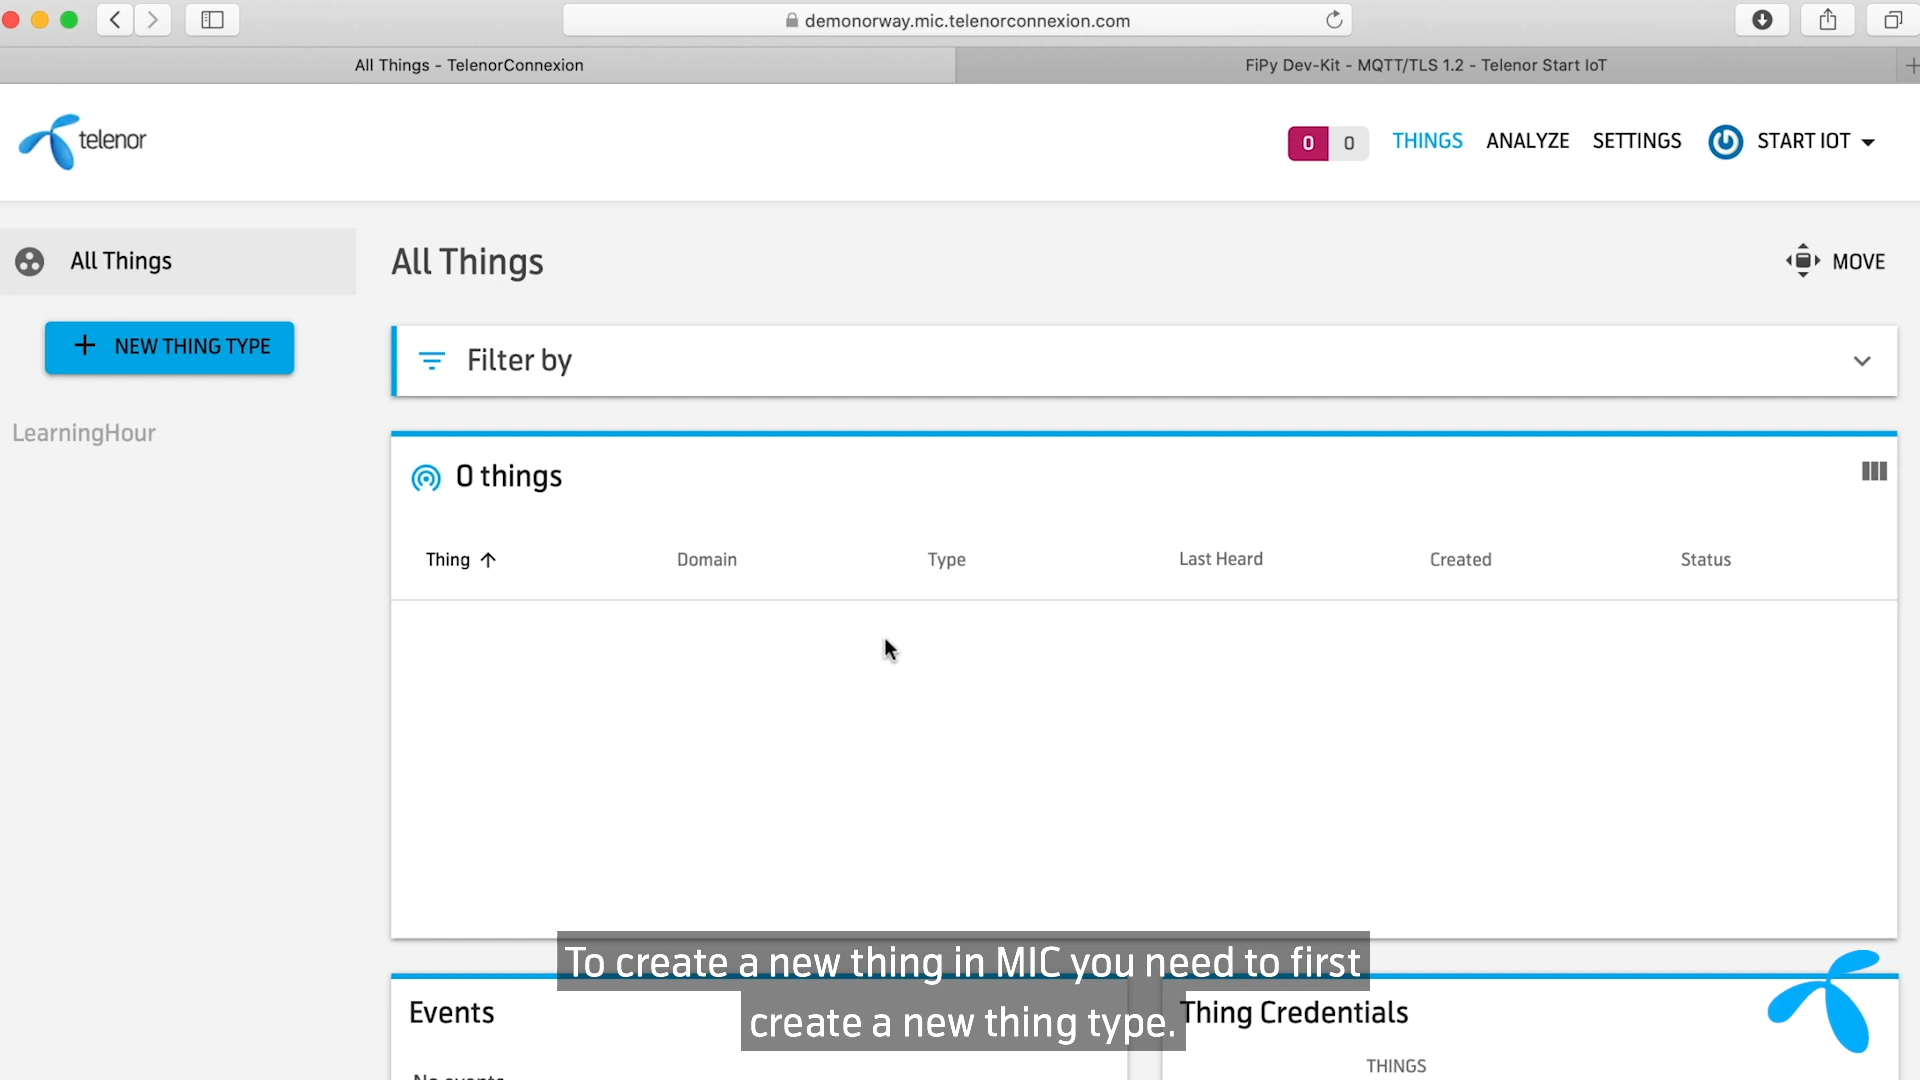 demonorway.mic.telenorconnexion.com
All Things - TelenorConnexion
FiPy Dev-Kit - MQTT/TLS 1.2 - Telenor Start IoT
telenor
0 0 THINGS ANALYZE SETTINGS START IOT
All Things
NEW THING TYPE
LearningHour
All Things
MOVE
Filter by
0 things
Thing Domain Type Last Heard Created Status
Events
No events
Thing Credentials
THINGS
To create a new thing in MIC you need to first
create a new thing type.